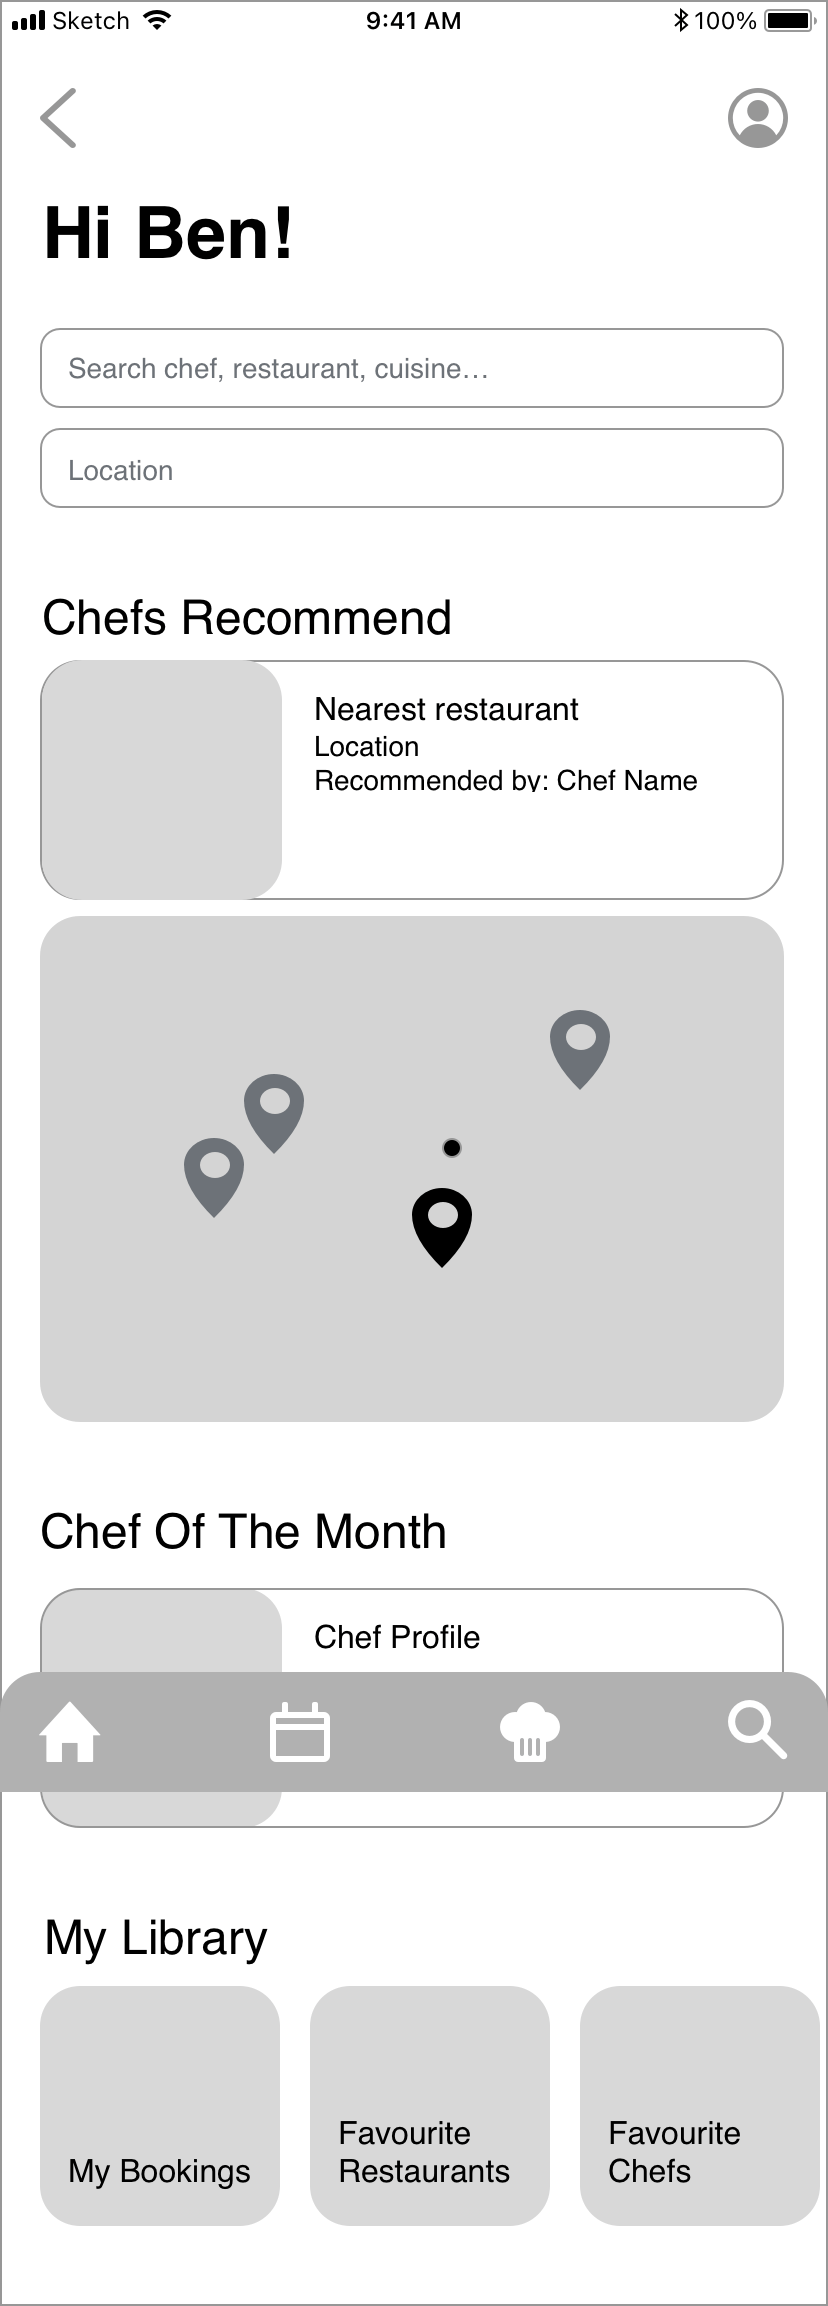 Sketch 9:41 AM 100%
Hi Ben!
Search chef, restaurant, cuisine…
Location
Chefs Recommend
Nearest restaurant
Location
Recommended by: Chef Name
Chef Of The Month
Chef Profile
My Library
My Bookings
Favourite
Restaurants
Favourite
Chefs